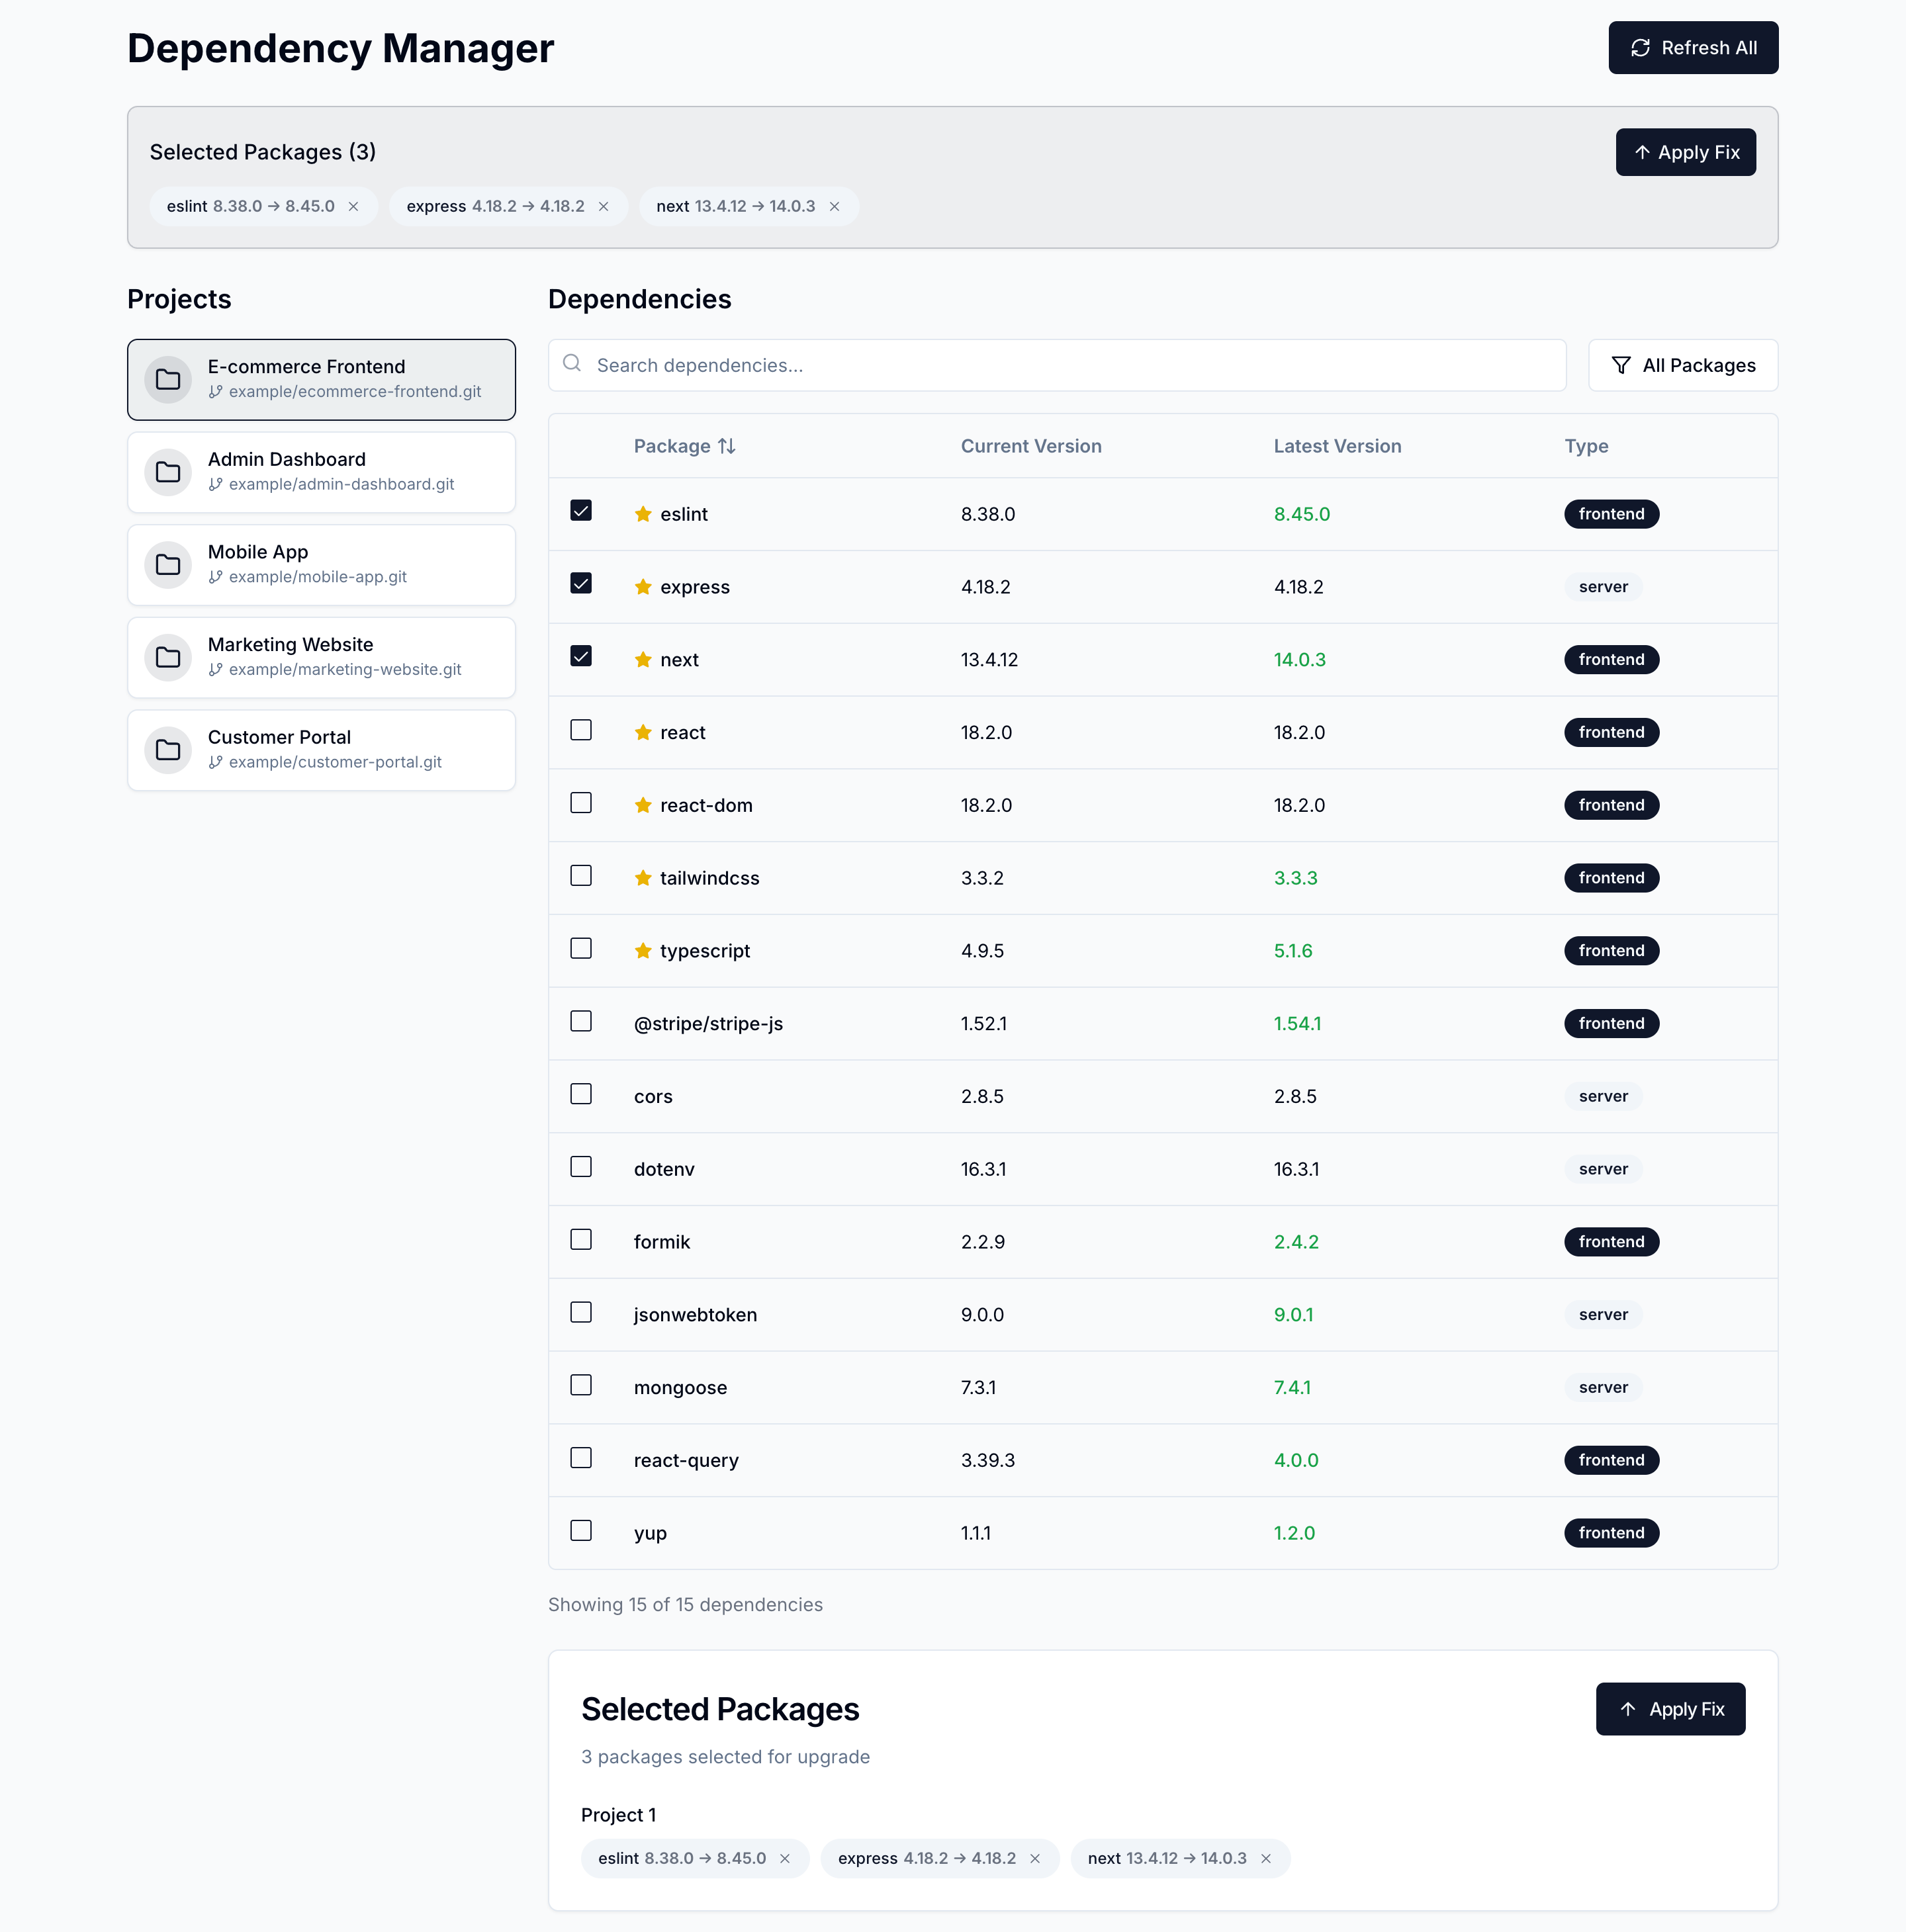 Dependency Manager
Refresh All
Selected Packages (3)
Apply Fix
eslint 8.38.0 → 8.45.0 ×
express 4.18.2 → 4.18.2 ×
next 13.4.12 → 14.0.3 ×
Projects
E-commerce Frontend
example/ecommerce-frontend.git
Admin Dashboard
example/admin-dashboard.git
Mobile App
example/mobile-app.git
Marketing Website
example/marketing-website.git
Customer Portal
example/customer-portal.git
Dependencies
Search dependencies...
All Packages
Package Current Version Latest Version Type
eslint 8.38.0 8.45.0 frontend
express 4.18.2 4.18.2 server
next 13.4.12 14.0.3 frontend
react 18.2.0 18.2.0 frontend
react-dom 18.2.0 18.2.0 frontend
tailwindcss 3.3.2 3.3.3 frontend
typescript 4.9.5 5.1.6 frontend
@stripe/stripe-js 1.52.1 1.54.1 frontend
cors 2.8.5 2.8.5 server
dotenv 16.3.1 16.3.1 server
formik 2.2.9 2.4.2 frontend
jsonwebtoken 9.0.0 9.0.1 server
mongoose 7.3.1 7.4.1 server
react-query 3.39.3 4.0.0 frontend
yup 1.1.1 1.2.0 frontend
Showing 15 of 15 dependencies
Selected Packages
Apply Fix
3 packages selected for upgrade
Project 1
eslint 8.38.0 → 8.45.0 ×
express 4.18.2 → 4.18.2 ×
next 13.4.12 → 14.0.3 ×